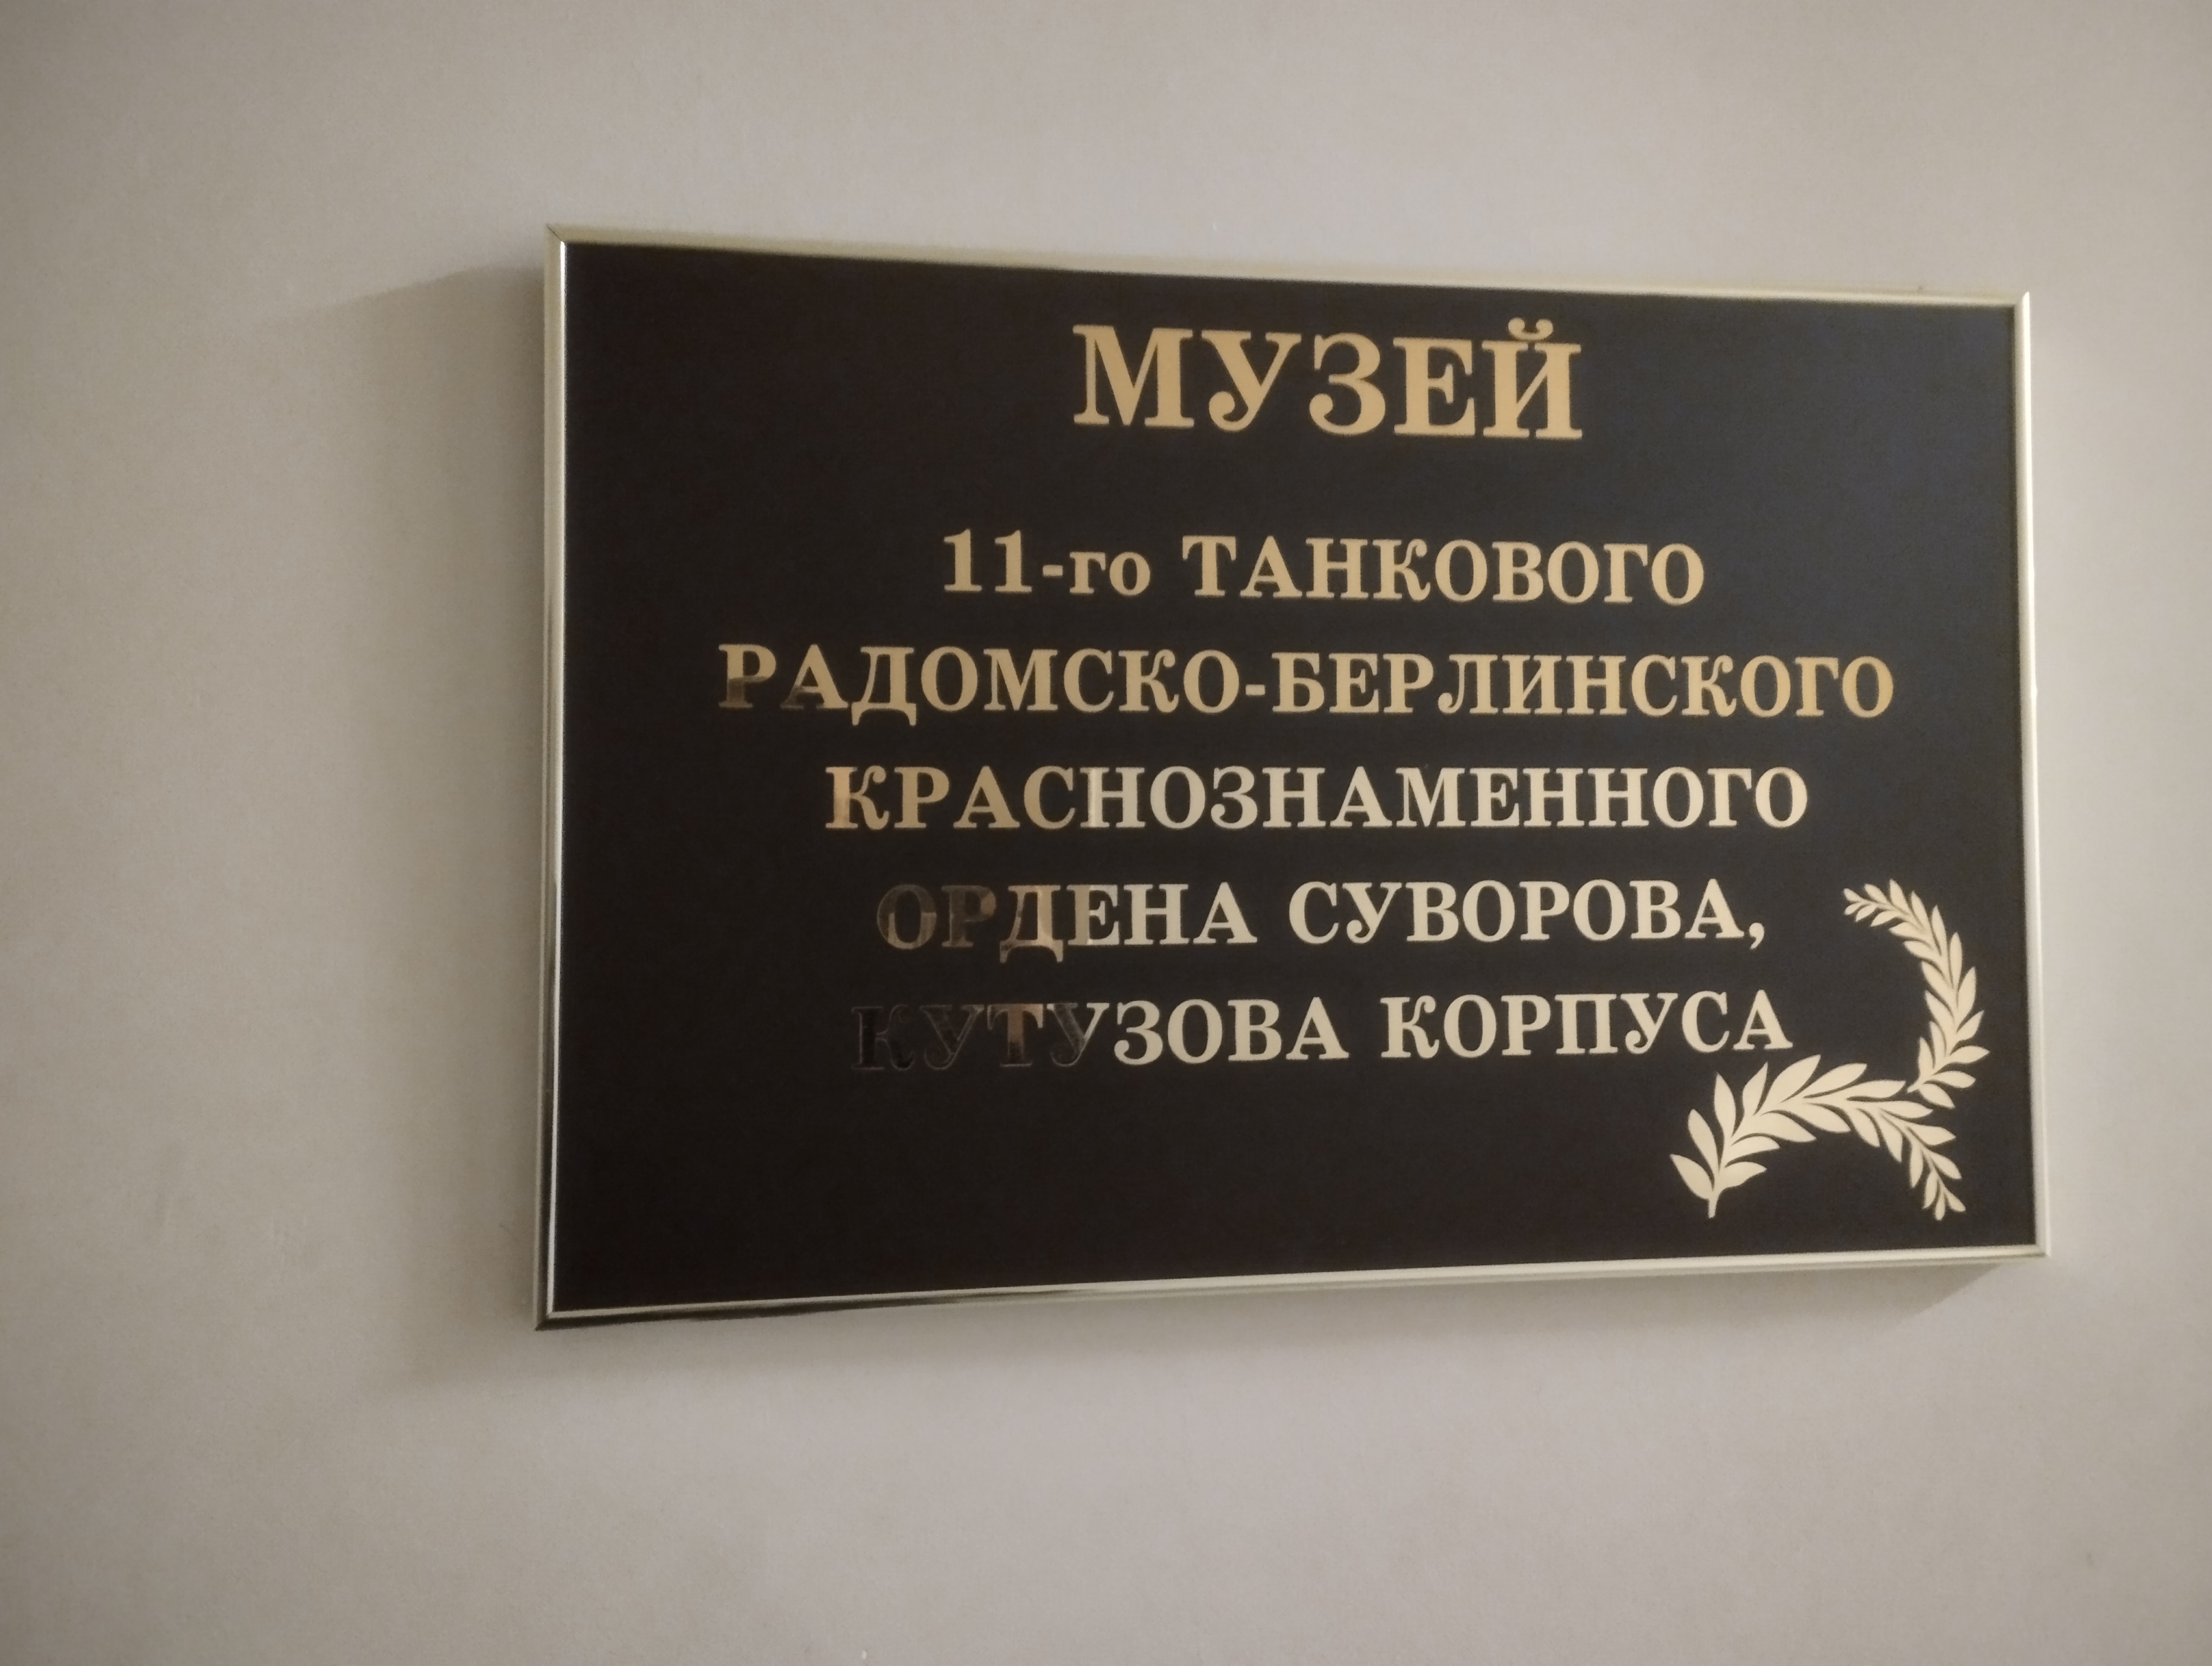 МУЗЕЙ
11-го ТАНКОВОГО
РАДОМСКО-БЕРЛИНСКОГО
КРАСНОЗНАМЕННОГО
ОРДЕНА СУВОРОВА,
КУТУЗОВА КОРПУСА